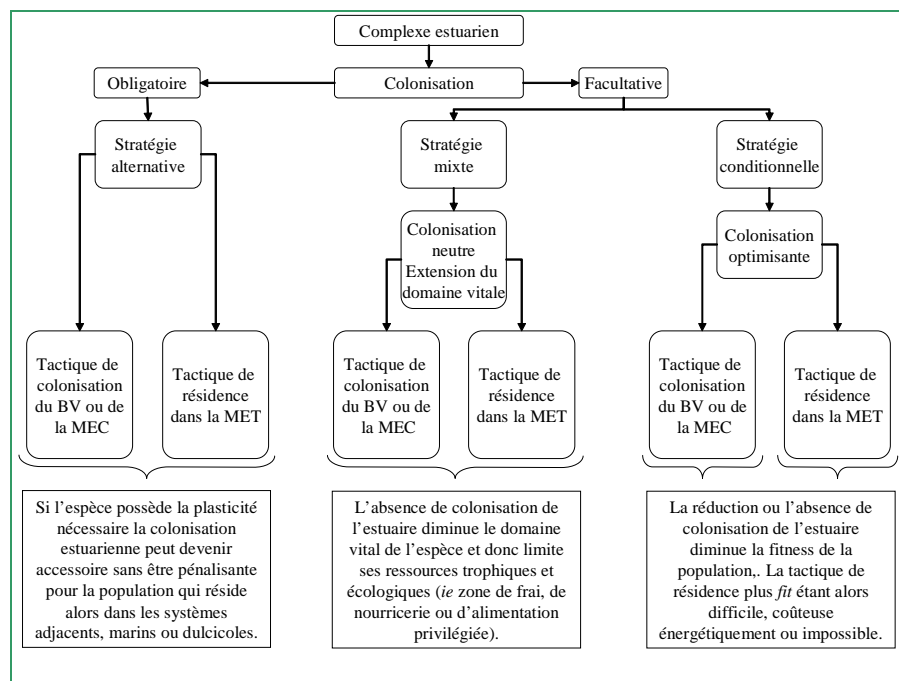 Complexe estuarien
Obligatoire
Colonisation
Facultative
Stratégie
alternative
Stratégie
mixte
Stratégie
conditionnelle
Colonisation
neutre
Extension du
domaine vitale
Colonisation
optimisante
Tactique de
colonisation
du BV ou de
la MEC
Tactique de
résidence
dans la MET
Tactique de
colonisation
du BV ou de
la MEC
Tactique de
résidence
dans la MET
Tactique de
colonisation
du BV ou de
la MEC
Tactique de
résidence
dans la MET
Si l'espèce possède la plasticité
nécessaire la colonisation
estuarienne peut devenir
accessoire sans être pénalisante
pour la population qui réside
alors dans les systèmes
adjacents, marins ou dulcicoles.
L'absence de colonisation de
l'estuaire diminue le domaine
vital de l'espèce et donc limite
ses ressources trophiques et
écologiques (ie zone de frai, de
nourricerie ou d'alimentation
privilégiée).
La réduction ou l'absence de
colonisation de l'estuaire
diminue la fitness de la
population,. La tactique de
résidence plus fit étant alors
difficile, coûteuse
énergétiquement ou impossible.